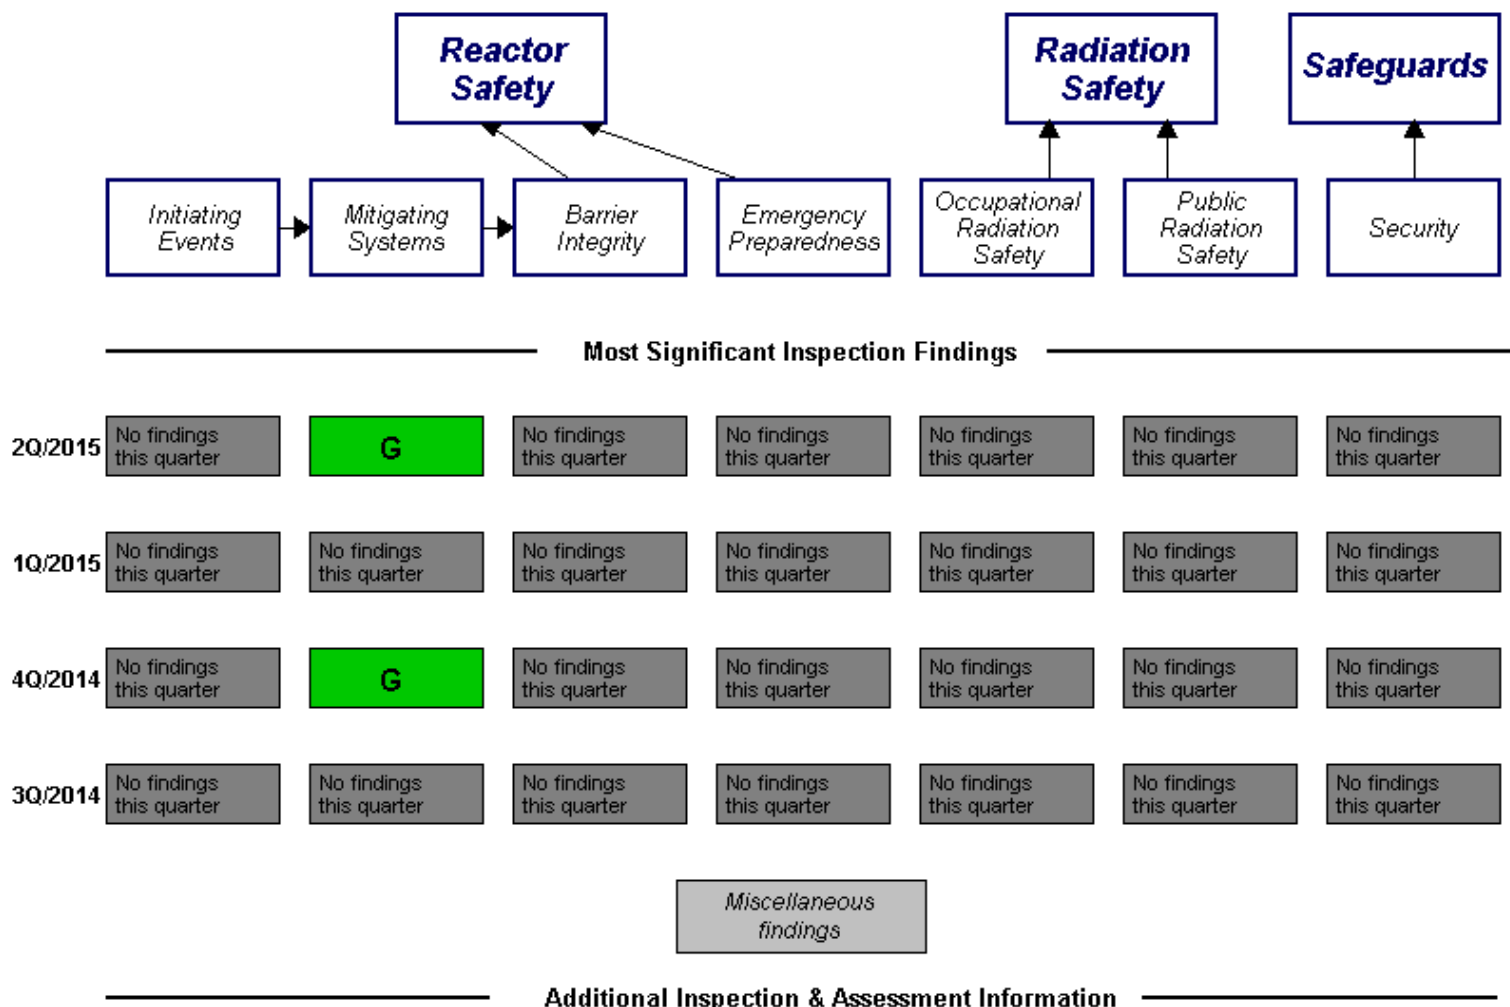 Reactor
Safety
Radiation
Safety
Safeguards
Initiating
Events
Mitigating
Systems
Barrier
Integrity
Emergency
Preparedness
Occupational
Radiation
Safety
Public
Radiation
Safety
Security
Most Significant Inspection Findings
2Q/2015
No findings
this quarter
G
No findings
this quarter
No findings
this quarter
No findings
this quarter
No findings
this quarter
No findings
this quarter
1Q/2015
No findings
this quarter
No findings
this quarter
No findings
this quarter
No findings
this quarter
No findings
this quarter
No findings
this quarter
No findings
this quarter
4Q/2014
No findings
this quarter
G
No findings
this quarter
No findings
this quarter
No findings
this quarter
No findings
this quarter
No findings
this quarter
3Q/2014
No findings
this quarter
No findings
this quarter
No findings
this quarter
No findings
this quarter
No findings
this quarter
No findings
this quarter
No findings
this quarter
Miscellaneous
findings
Additional Inspection & Assessment Information